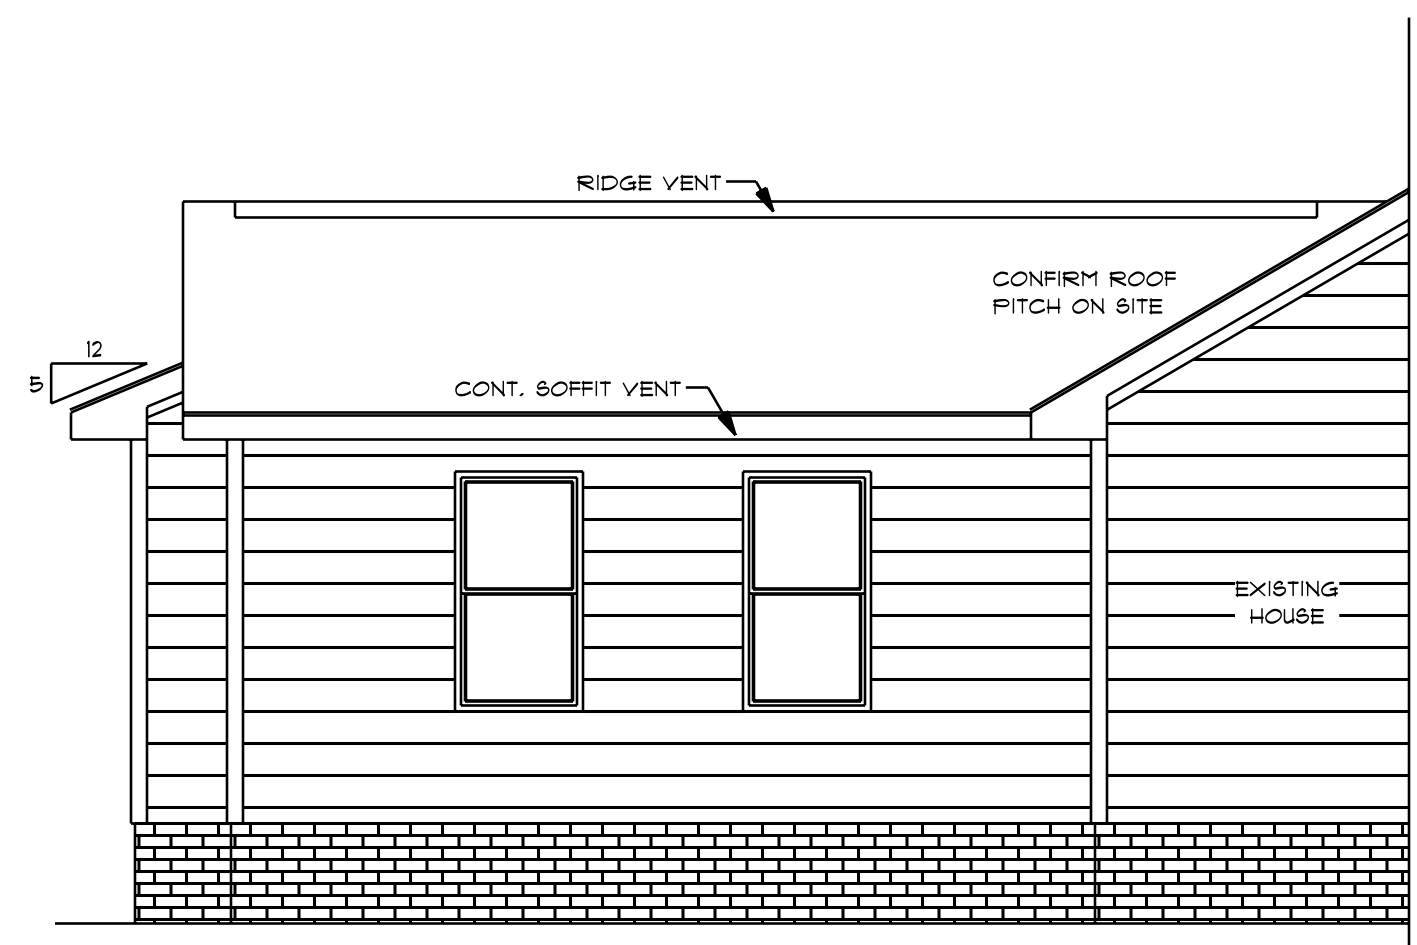 RIDGE VENT
CONFIRM ROOF
PITCH ON SITE
12
5
CONT. SOFFIT VENT
EXISTING
HOUSE